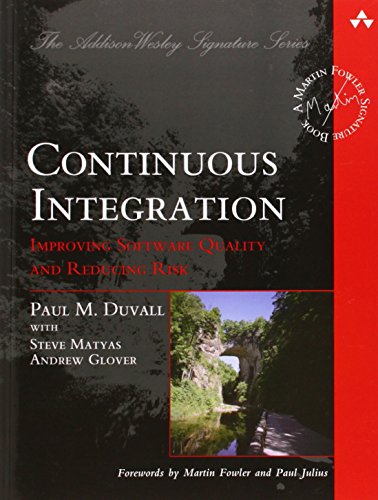 The Addison Wesley Signature Series
A MARTIN FOWLER SIGNATURE BOOK
Martin
CONTINUOUS
INTEGRATION
IMPROVING SOFTWARE QUALITY
AND REDUCING RISK
PAUL M. DUVALL
WITH
STEVE MATYAS
ANDREW GLOVER
Forewords by Martin Fowler and Paul Julius